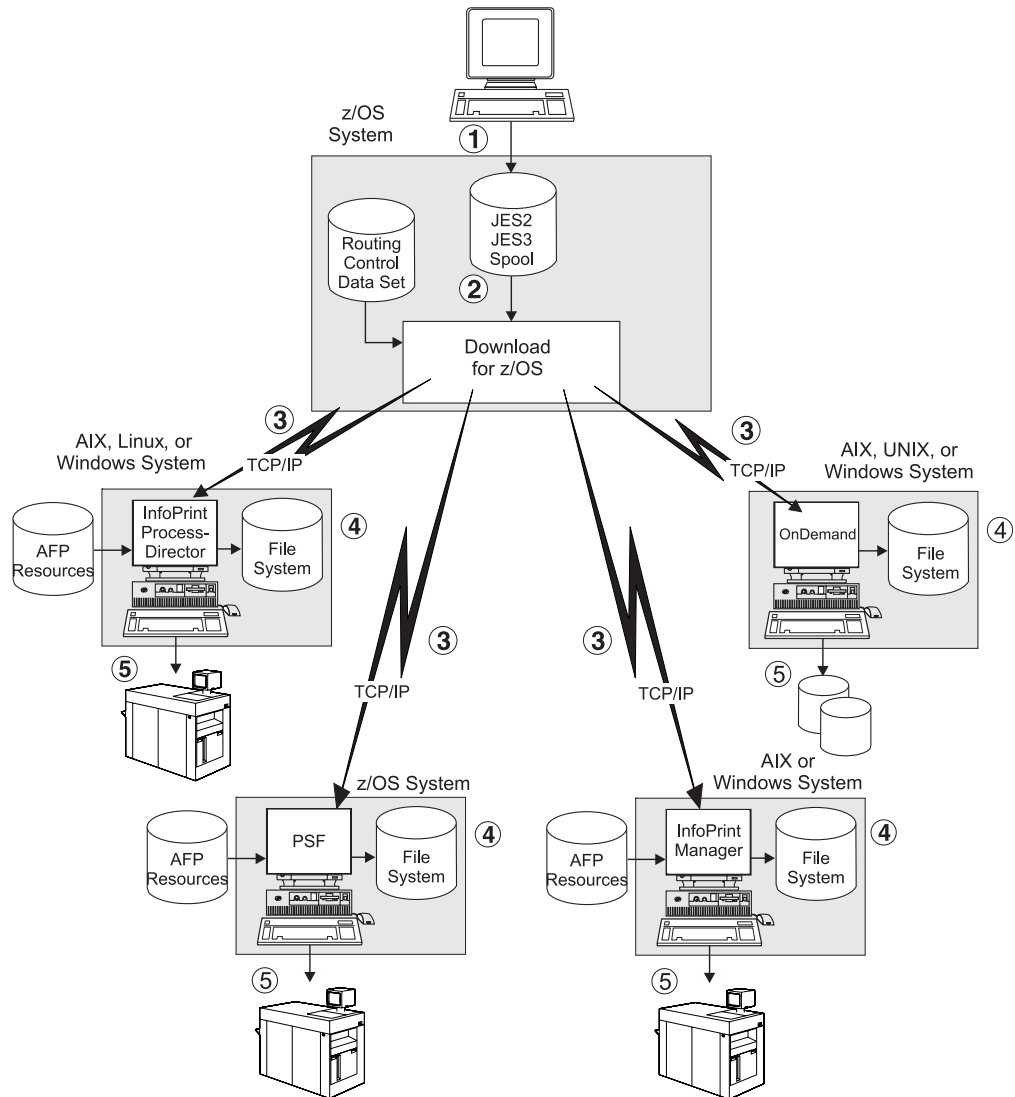 z/OS
System
①
JES2
JES3
Spool
Routing
Control
Data Set
②
Download
for z/OS
③
AIX, Linux, or
Windows System
TCP/IP
③
AIX, UNIX, or
Windows System
TCP/IP
InfoPrint
Process-
Director
AFP
Resources
File
System
④
OnDemand
File
System
④
⑤
⑤
③
TCP/IP
③
TCP/IP
z/OS System
PSF
AFP
Resources
File
System
④
⑤
AIX or
Windows System
InfoPrint
Manager
AFP
Resources
File
System
④
⑤